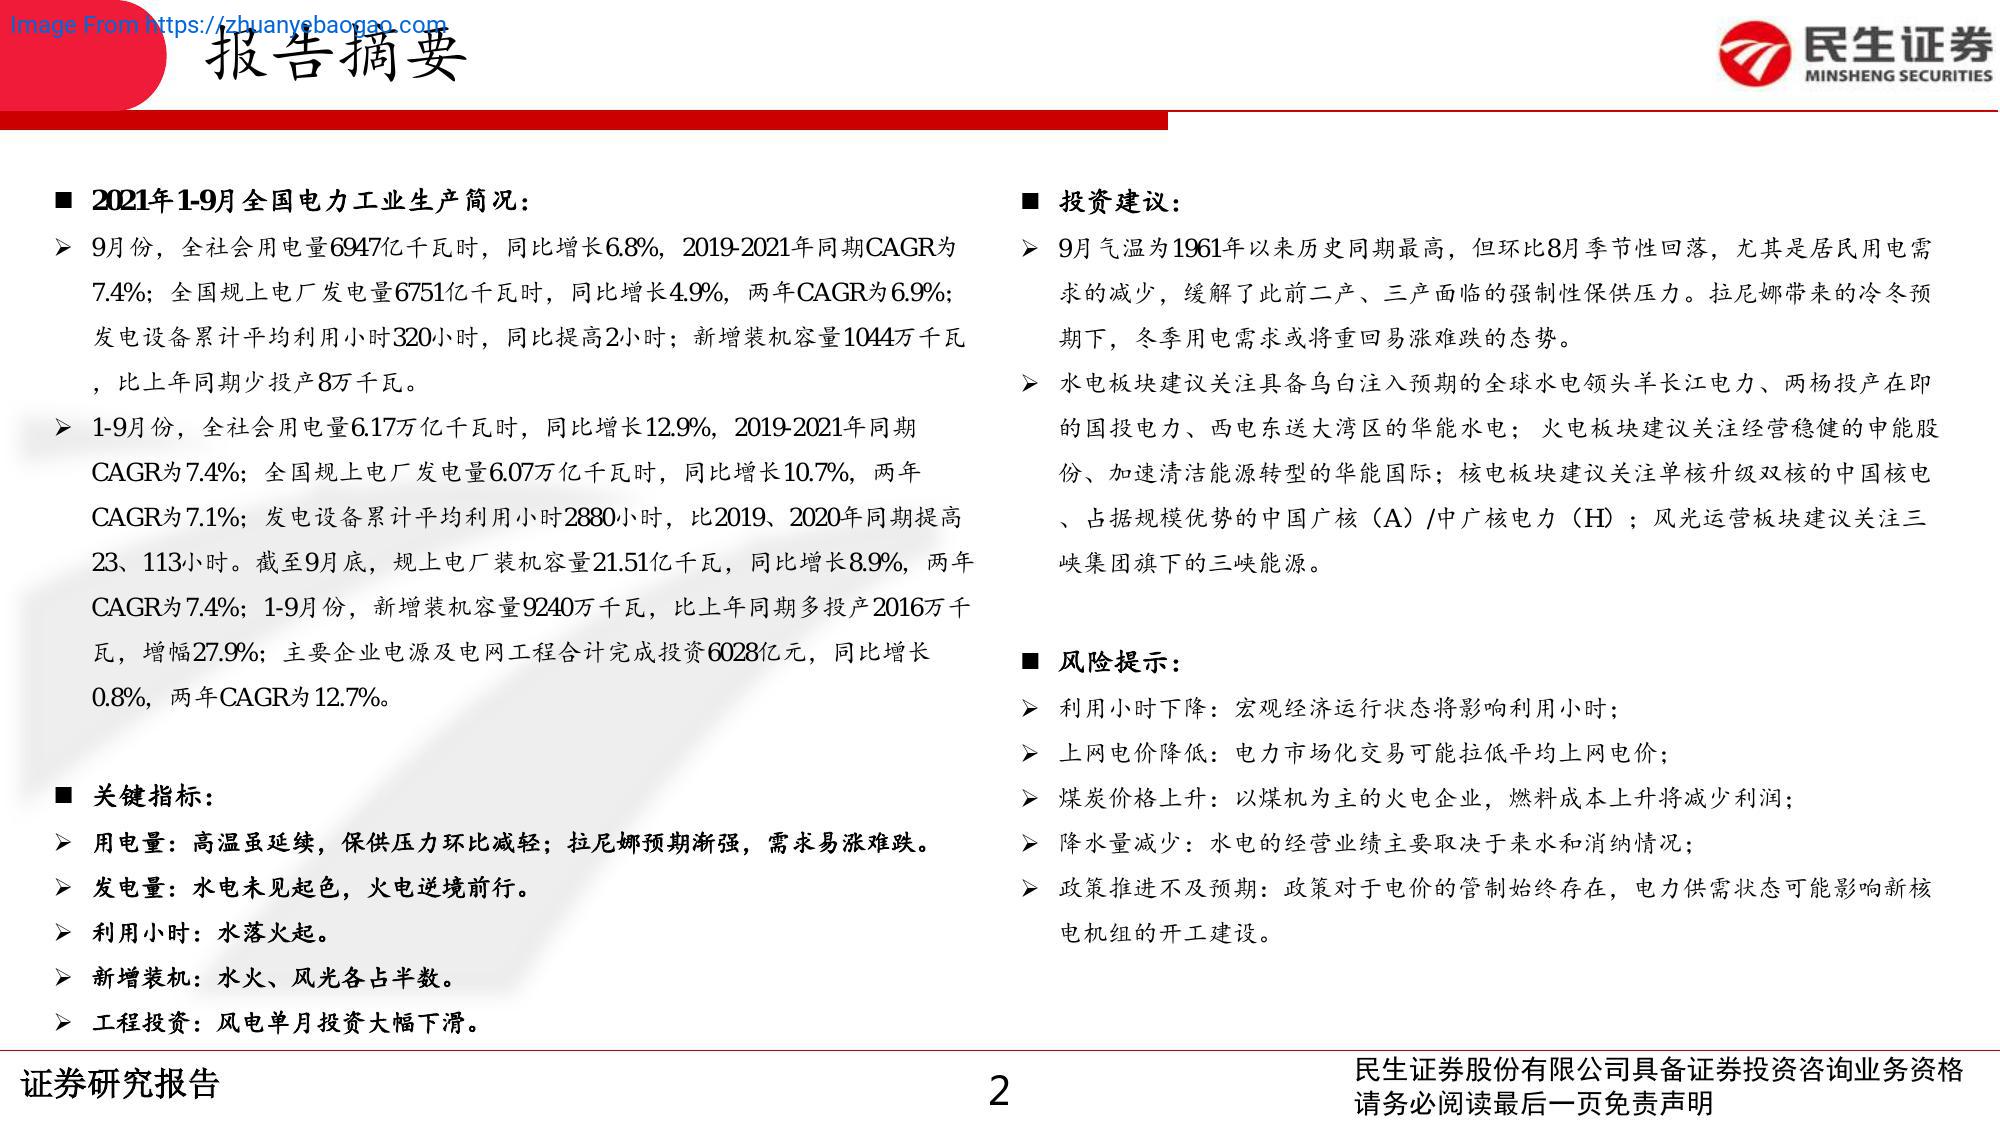 Image From https://zhuanyebaogao.com
报告摘要
民生证券
MINSHENG SECURITIES
■ 2021年1-9月全国电力工业生产简况：
➢ 9月份，全社会用电量6947亿千瓦时，同比增长6.8%，2019-2021年同期CAGR为
7.4%；全国规上电厂发电量6751亿千瓦时，同比增长4.9%，两年CAGR为6.9%；
发电设备累计平均利用小时320小时，同比提高2小时；新增装机容量1044万千瓦
，比上年同期少投产8万千瓦。
➢ 1-9月份，全社会用电量6.17万亿千瓦时，同比增长12.9%，2019-2021年同期
CAGR为7.4%；全国规上电厂发电量6.07万亿千瓦时，同比增长10.7%，两年
CAGR为7.1%；发电设备累计平均利用小时2880小时，比2019、2020年同期提高
23、113小时。截至9月底，规上电厂装机容量21.51亿千瓦，同比增长8.9%，两年
CAGR为7.4%；1-9月份，新增装机容量9240万千瓦，比上年同期多投产2016万千
瓦，增幅27.9%；主要企业电源及电网工程合计完成投资6028亿元，同比增长
0.8%，两年CAGR为12.7%。
■ 关键指标：
➢ 用电量：高温虽延续，保供压力环比减轻；拉尼娜预期渐强，需求易涨难跌。
➢ 发电量：水电未见起色，火电逆境前行。
➢ 利用小时：水落火起。
➢ 新增装机：水火、风光各占半数。
➢ 工程投资：风电单月投资大幅下滑。
■ 投资建议：
➢ 9月气温为1961年以来历史同期最高，但环比8月季节性回落，尤其是居民用电需
求的减少，缓解了此前二产、三产面临的强制性保供压力。拉尼娜带来的冷冬预
期下，冬季用电需求或将重回易涨难跌的态势。
➢ 水电板块建议关注具备乌白注入预期的全球水电领头羊长江电力、两杨投产在即
的国投电力、西电东送大湾区的华能水电；火电板块建议关注经营稳健的申能股
份、加速清洁能源转型的华能国际；核电板块建议关注单核升级双核的中国核电
、占据规模优势的中国广核（A）/中广核电力（H）；风光运营板块建议关注三
峡集团旗下的三峡能源。
■ 风险提示：
➢ 利用小时下降：宏观经济运行状态将影响利用小时；
➢ 上网电价降低：电力市场化交易可能拉低平均上网电价；
➢ 煤炭价格上升：以煤机为主的火电企业，燃料成本上升将减少利润；
➢ 降水量减少：水电的经营业绩主要取决于来水和消纳情况；
➢ 政策推进不及预期：政策对于电价的管制始终存在，电力供需状态可能影响新核
电机组的开工建设。
证券研究报告
2
民生证券股份有限公司具备证券投资咨询业务资格
请务必阅读最后一页免责声明